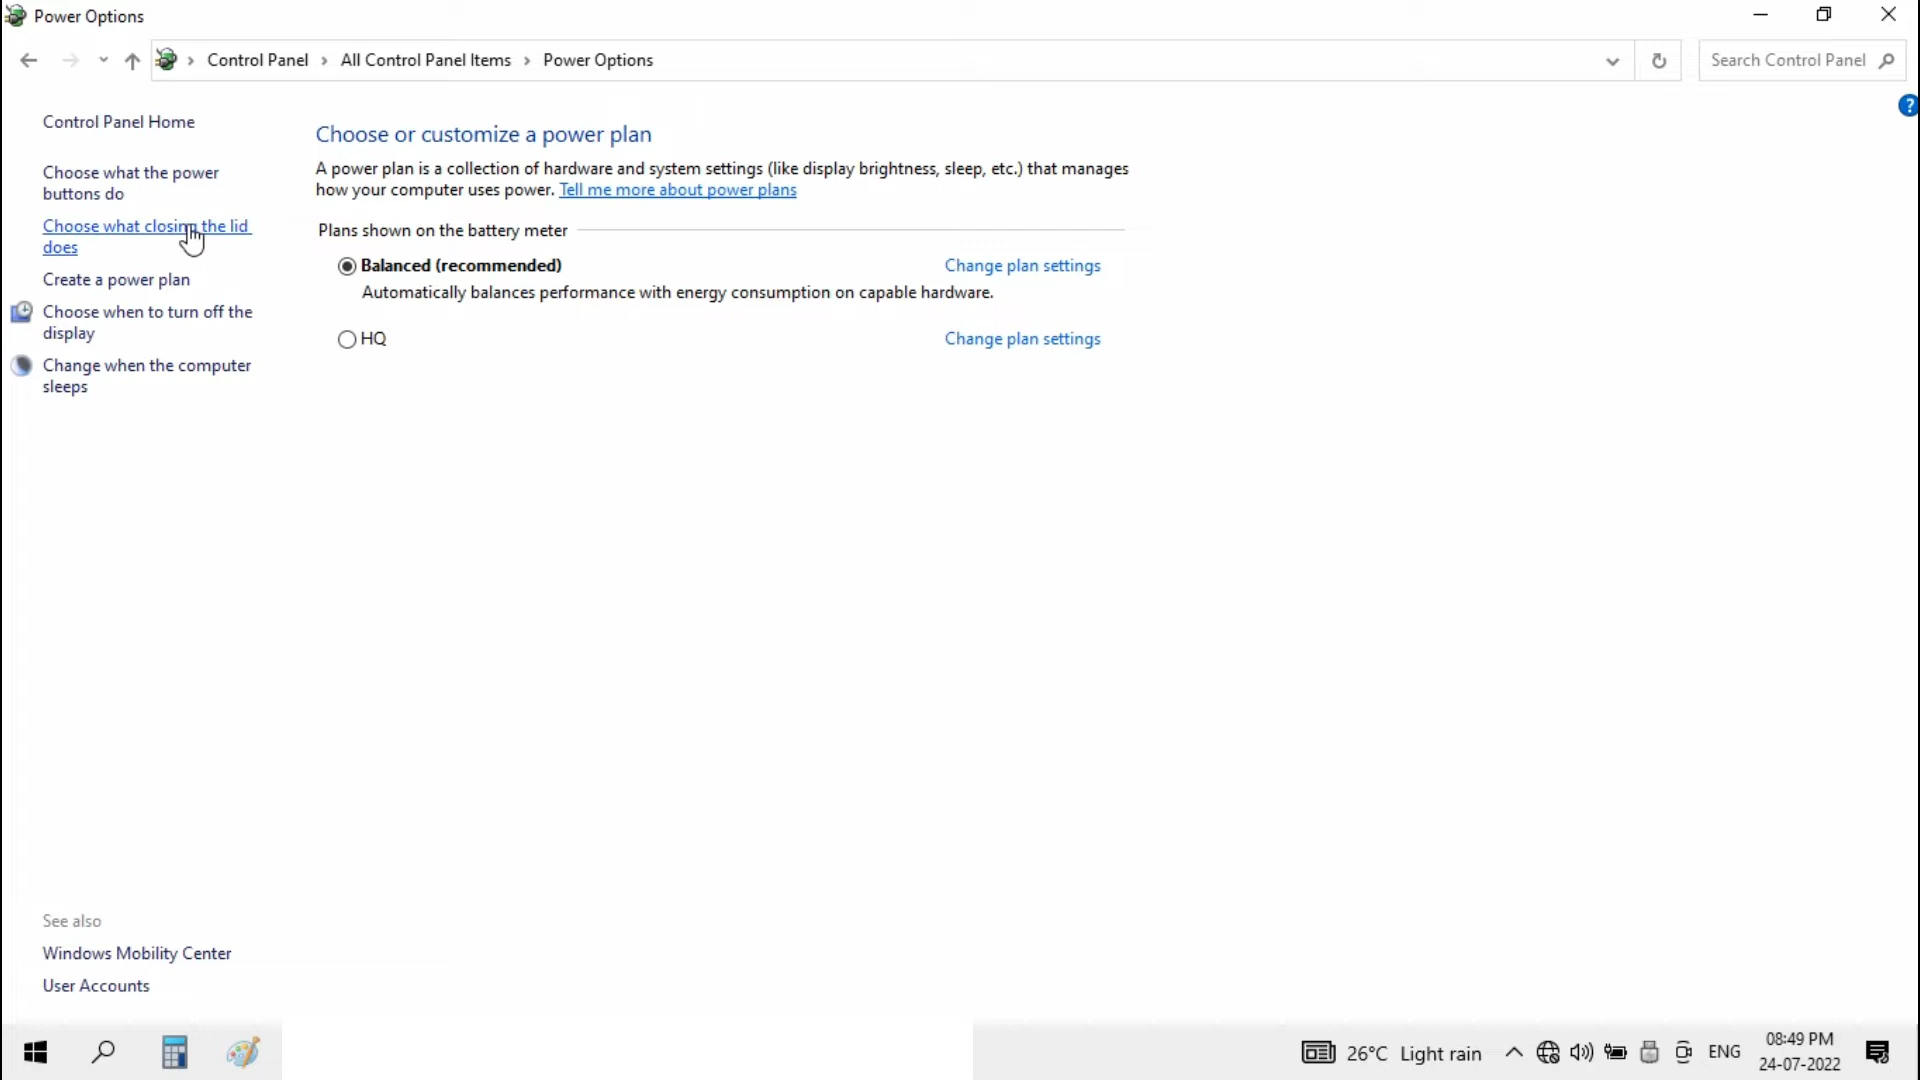 Power Options
Control Panel › All Control Panel Items › Power Options
Search Control Panel
?
Control Panel Home
Choose what the power
buttons do
Choose what closing the lid
does
Create a power plan
Choose when to turn off the
display
Change when the computer
sleeps
Choose or customize a power plan
A power plan is a collection of hardware and system settings (like display brightness, sleep, etc.) that manages
how your computer uses power. Tell me more about power plans
Plans shown on the battery meter
Balanced (recommended) Change plan settings
Automatically balances performance with energy consumption on capable hardware.
HQ Change plan settings
See also
Windows Mobility Center
User Accounts
26°C Light rain
ENG
08:49 PM
24-07-2022